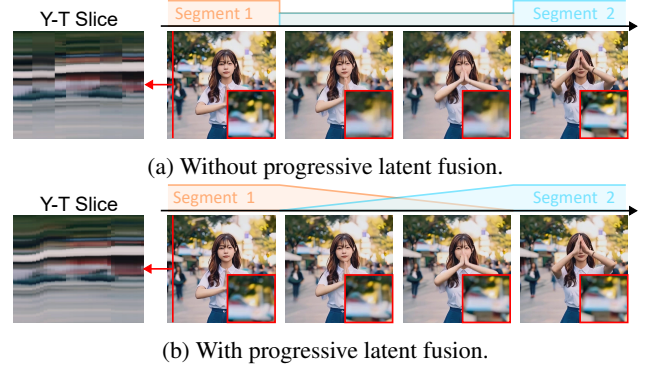 Segment 1
Segment 2
Y-T Slice
(a) Without progressive latent fusion.
Segment 1
Segment 2
Y-T Slice
(b) With progressive latent fusion.